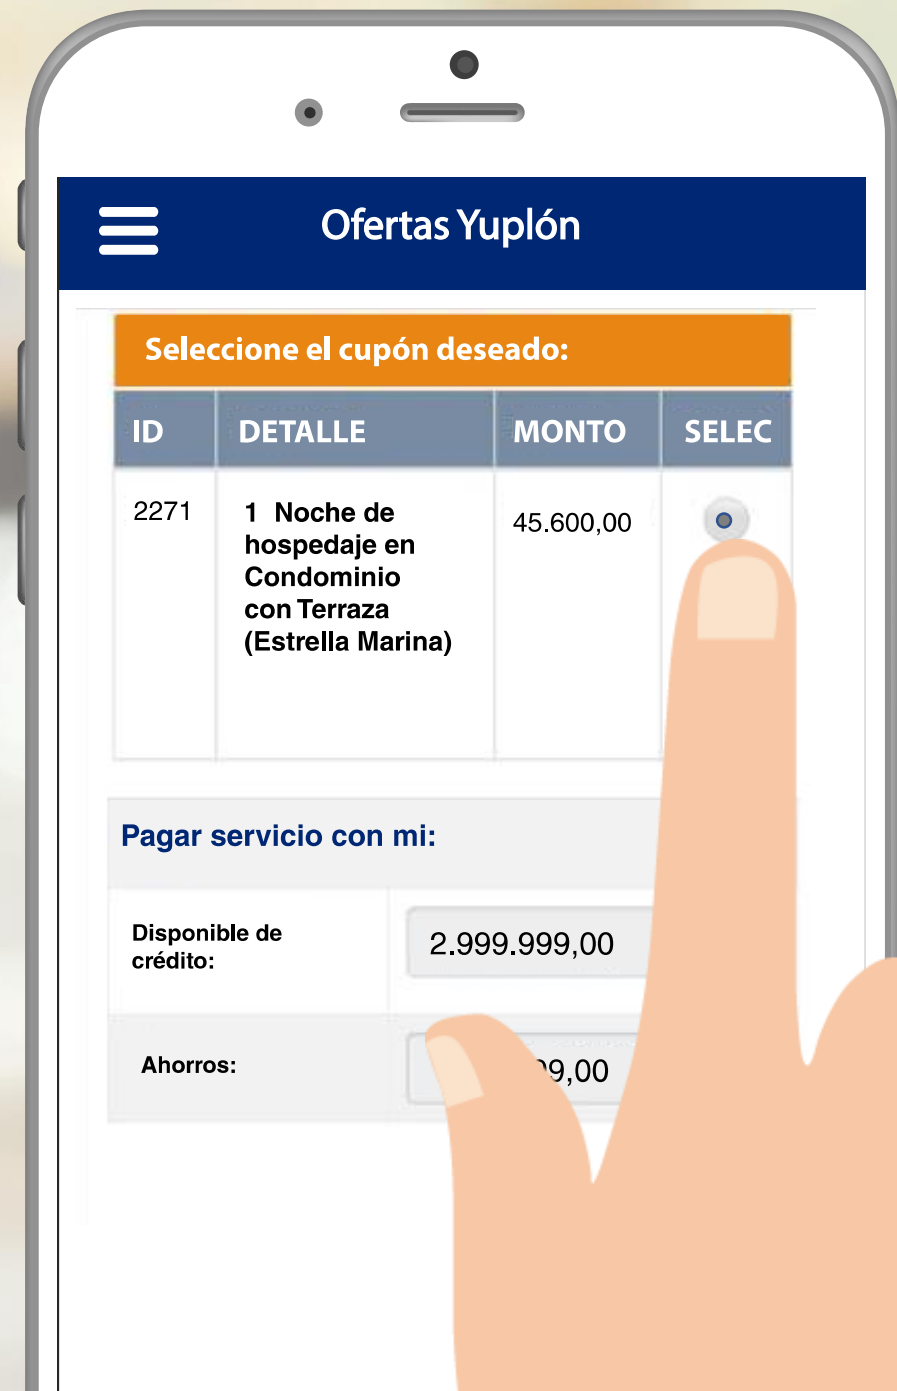 Ofertas Yuplón
Seleccione el cupón deseado:
ID DETALLE MONTO SELEC
2271 1 Noche de 45.600,00
hospedaje en
Condominio
con Terraza
(Estrella Marina)
Pagar servicio con mi:
Disponible de 2.999.999,00
crédito:
Ahorros: